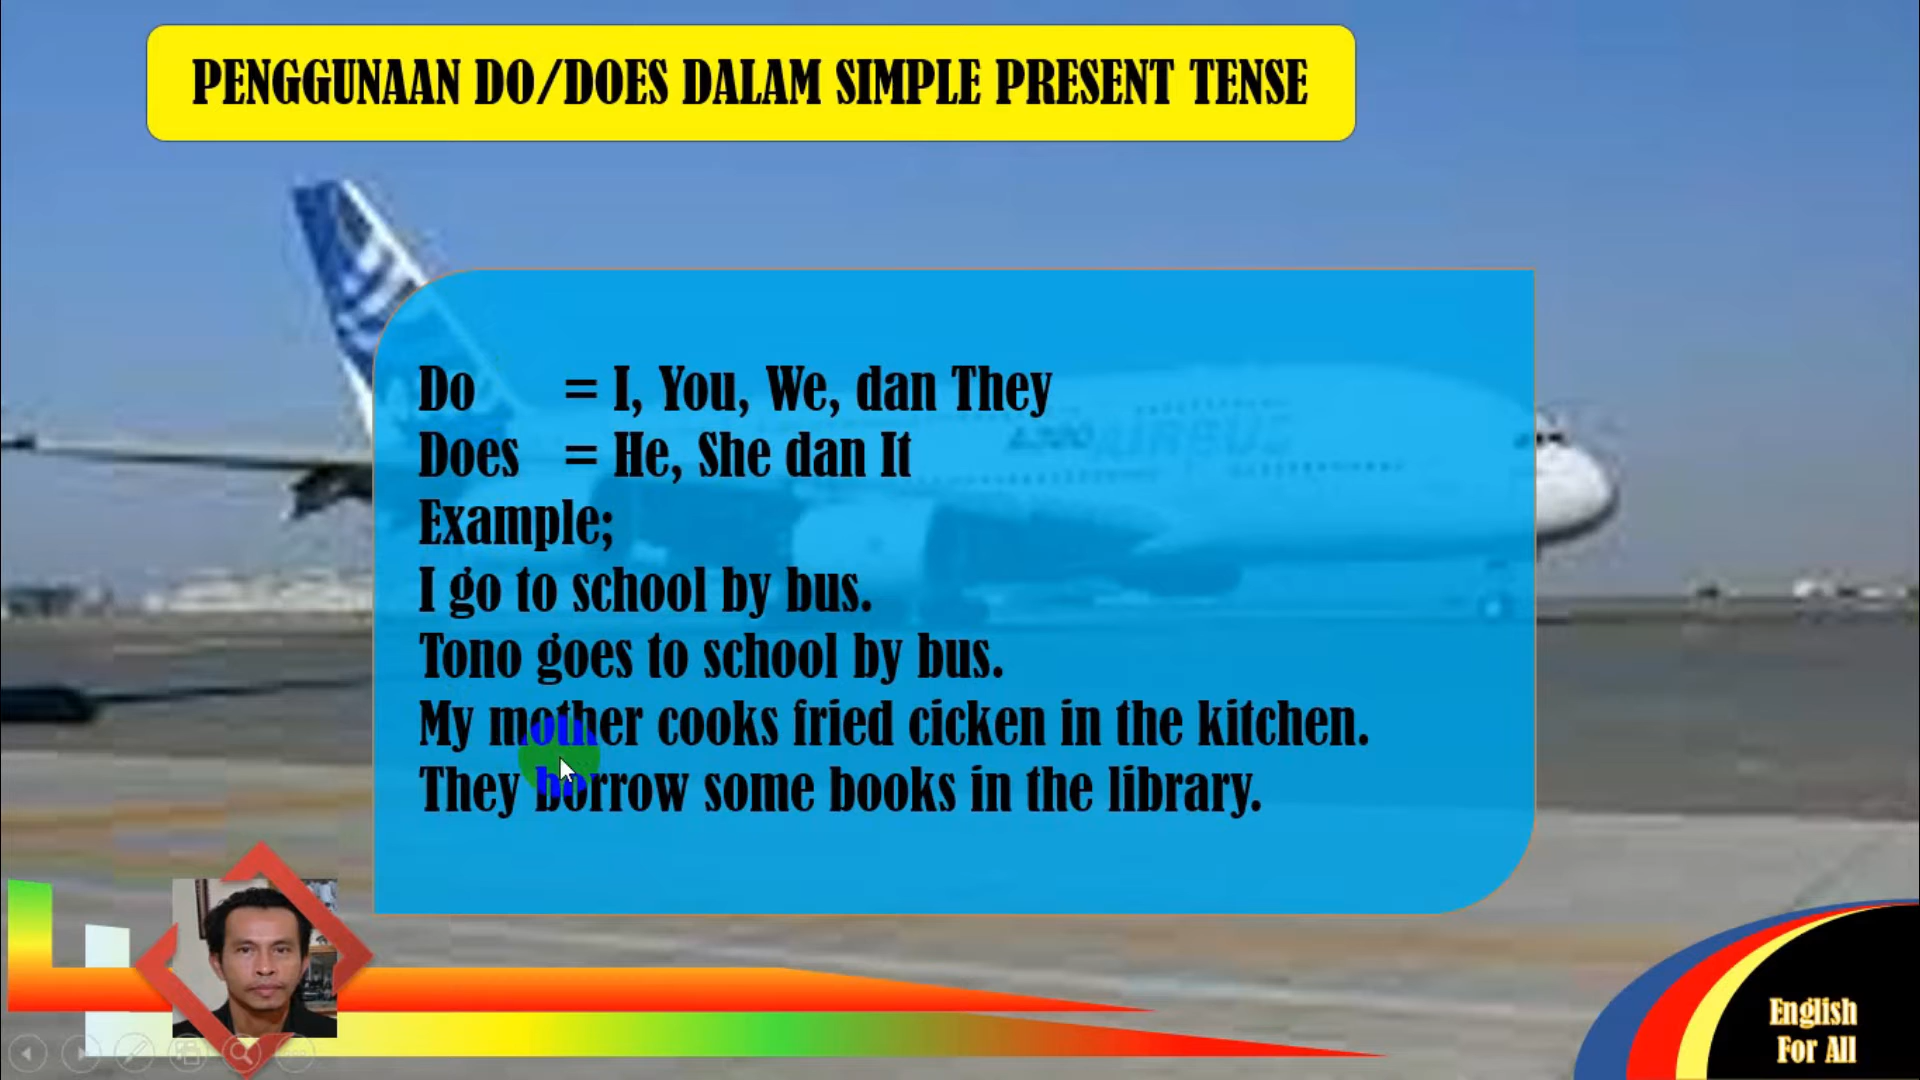 PENGGUNAAN DO/DOES DALAM SIMPLE PRESENT TENSE
Do = I, You, We, dan They
Does = He, She dan It
Example;
I go to school by bus.
Tono goes to school by bus.
My mother cooks fried cicken in the kitchen.
They borrow some books in the library.
A380 AIRBUS
English
For All